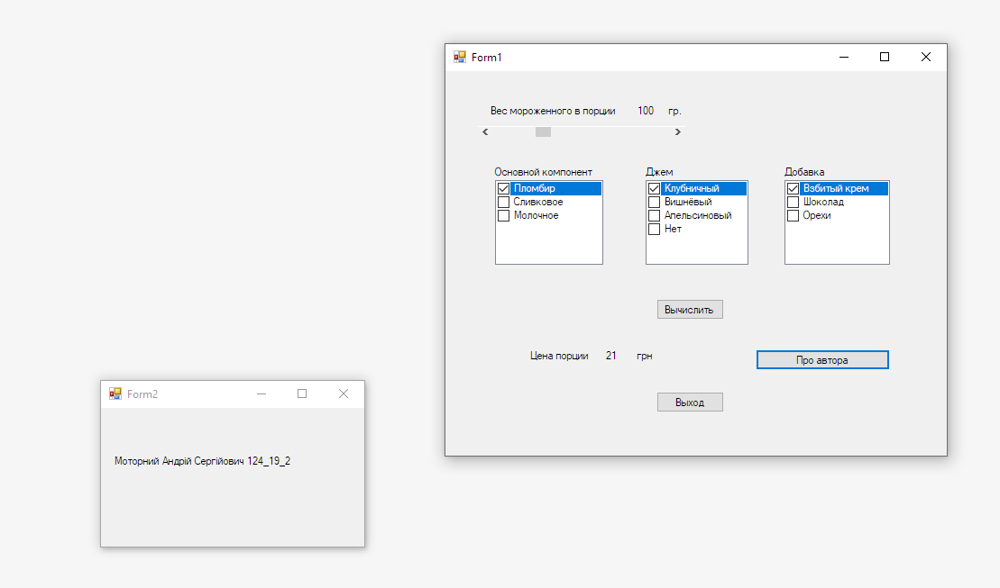 Form1
Вес мороженного в порции 100 гр.
Основной компонент
Пломбир
Сливковое
Молочное
Джем
Клубничный
Вишнёвый
Апельсиновый
Нет
Добавка
Взбитый крем
Шоколад
Орехи
Вычислить
Цена порции 21 грн
Про автора
Выход
Form2
Моторний Андрій Сергійович 124_19_2